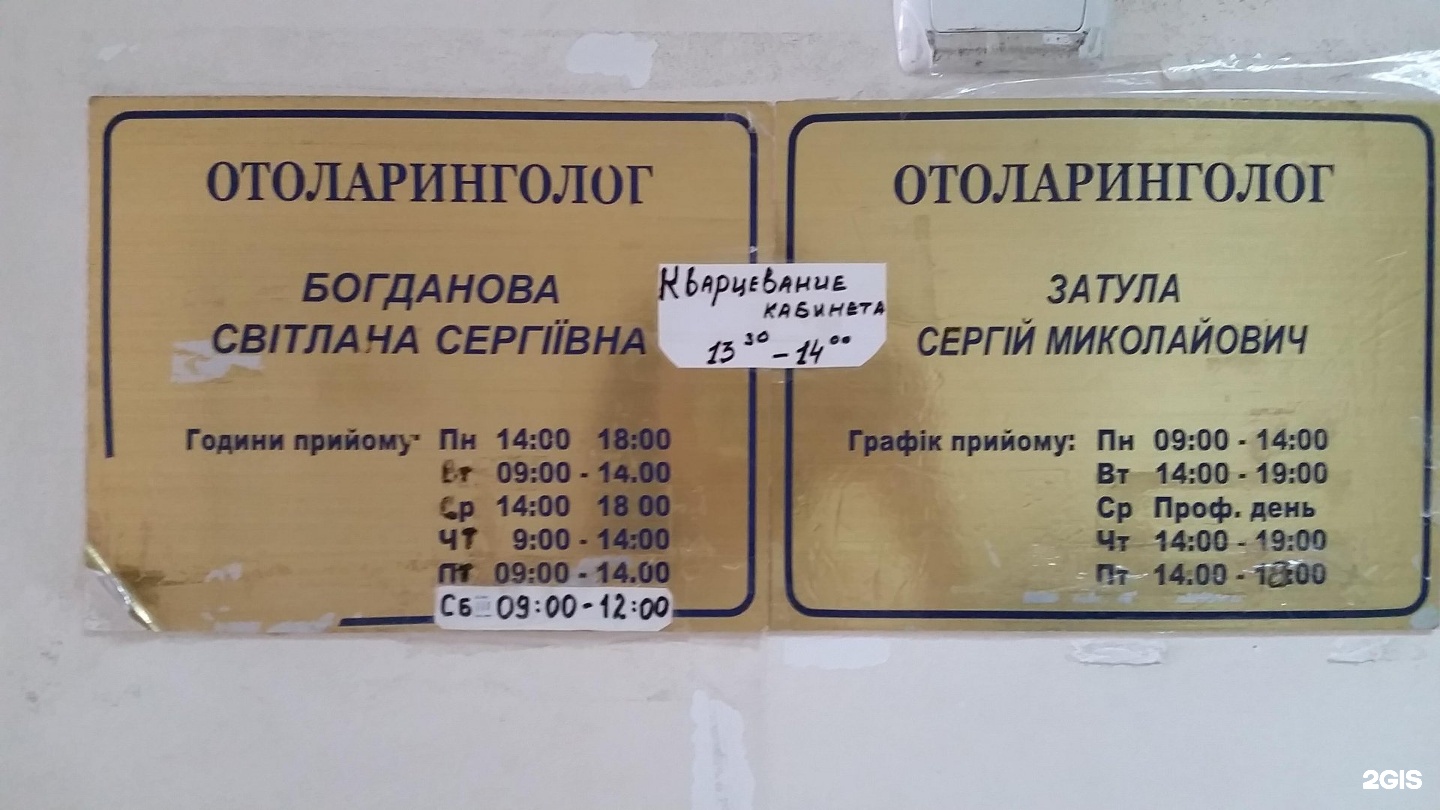 ОТОЛАРИНГОЛОГ
БОГДАНОВА
СВІТЛАНА СЕРГІЇВНА
Години прийому: Пн 14:00 18:00
Вт 09:00 - 14.00
Ср 14:00 18 00
Чт 9:00 - 14:00
Пт 09:00 - 14.00
Сб 09:00 - 12:00
Кварцевание
кабинета
13 30 - 14 00
ОТОЛАРИНГОЛОГ
ЗАТУЛА
СЕРГІЙ МИКОЛАЙОВИЧ
Графік прийому: Пн 09:00 - 14:00
Вт 14:00 - 19:00
Ср Проф. день
Чт 14:00 - 19:00
Пт 14:00 -
2GIS